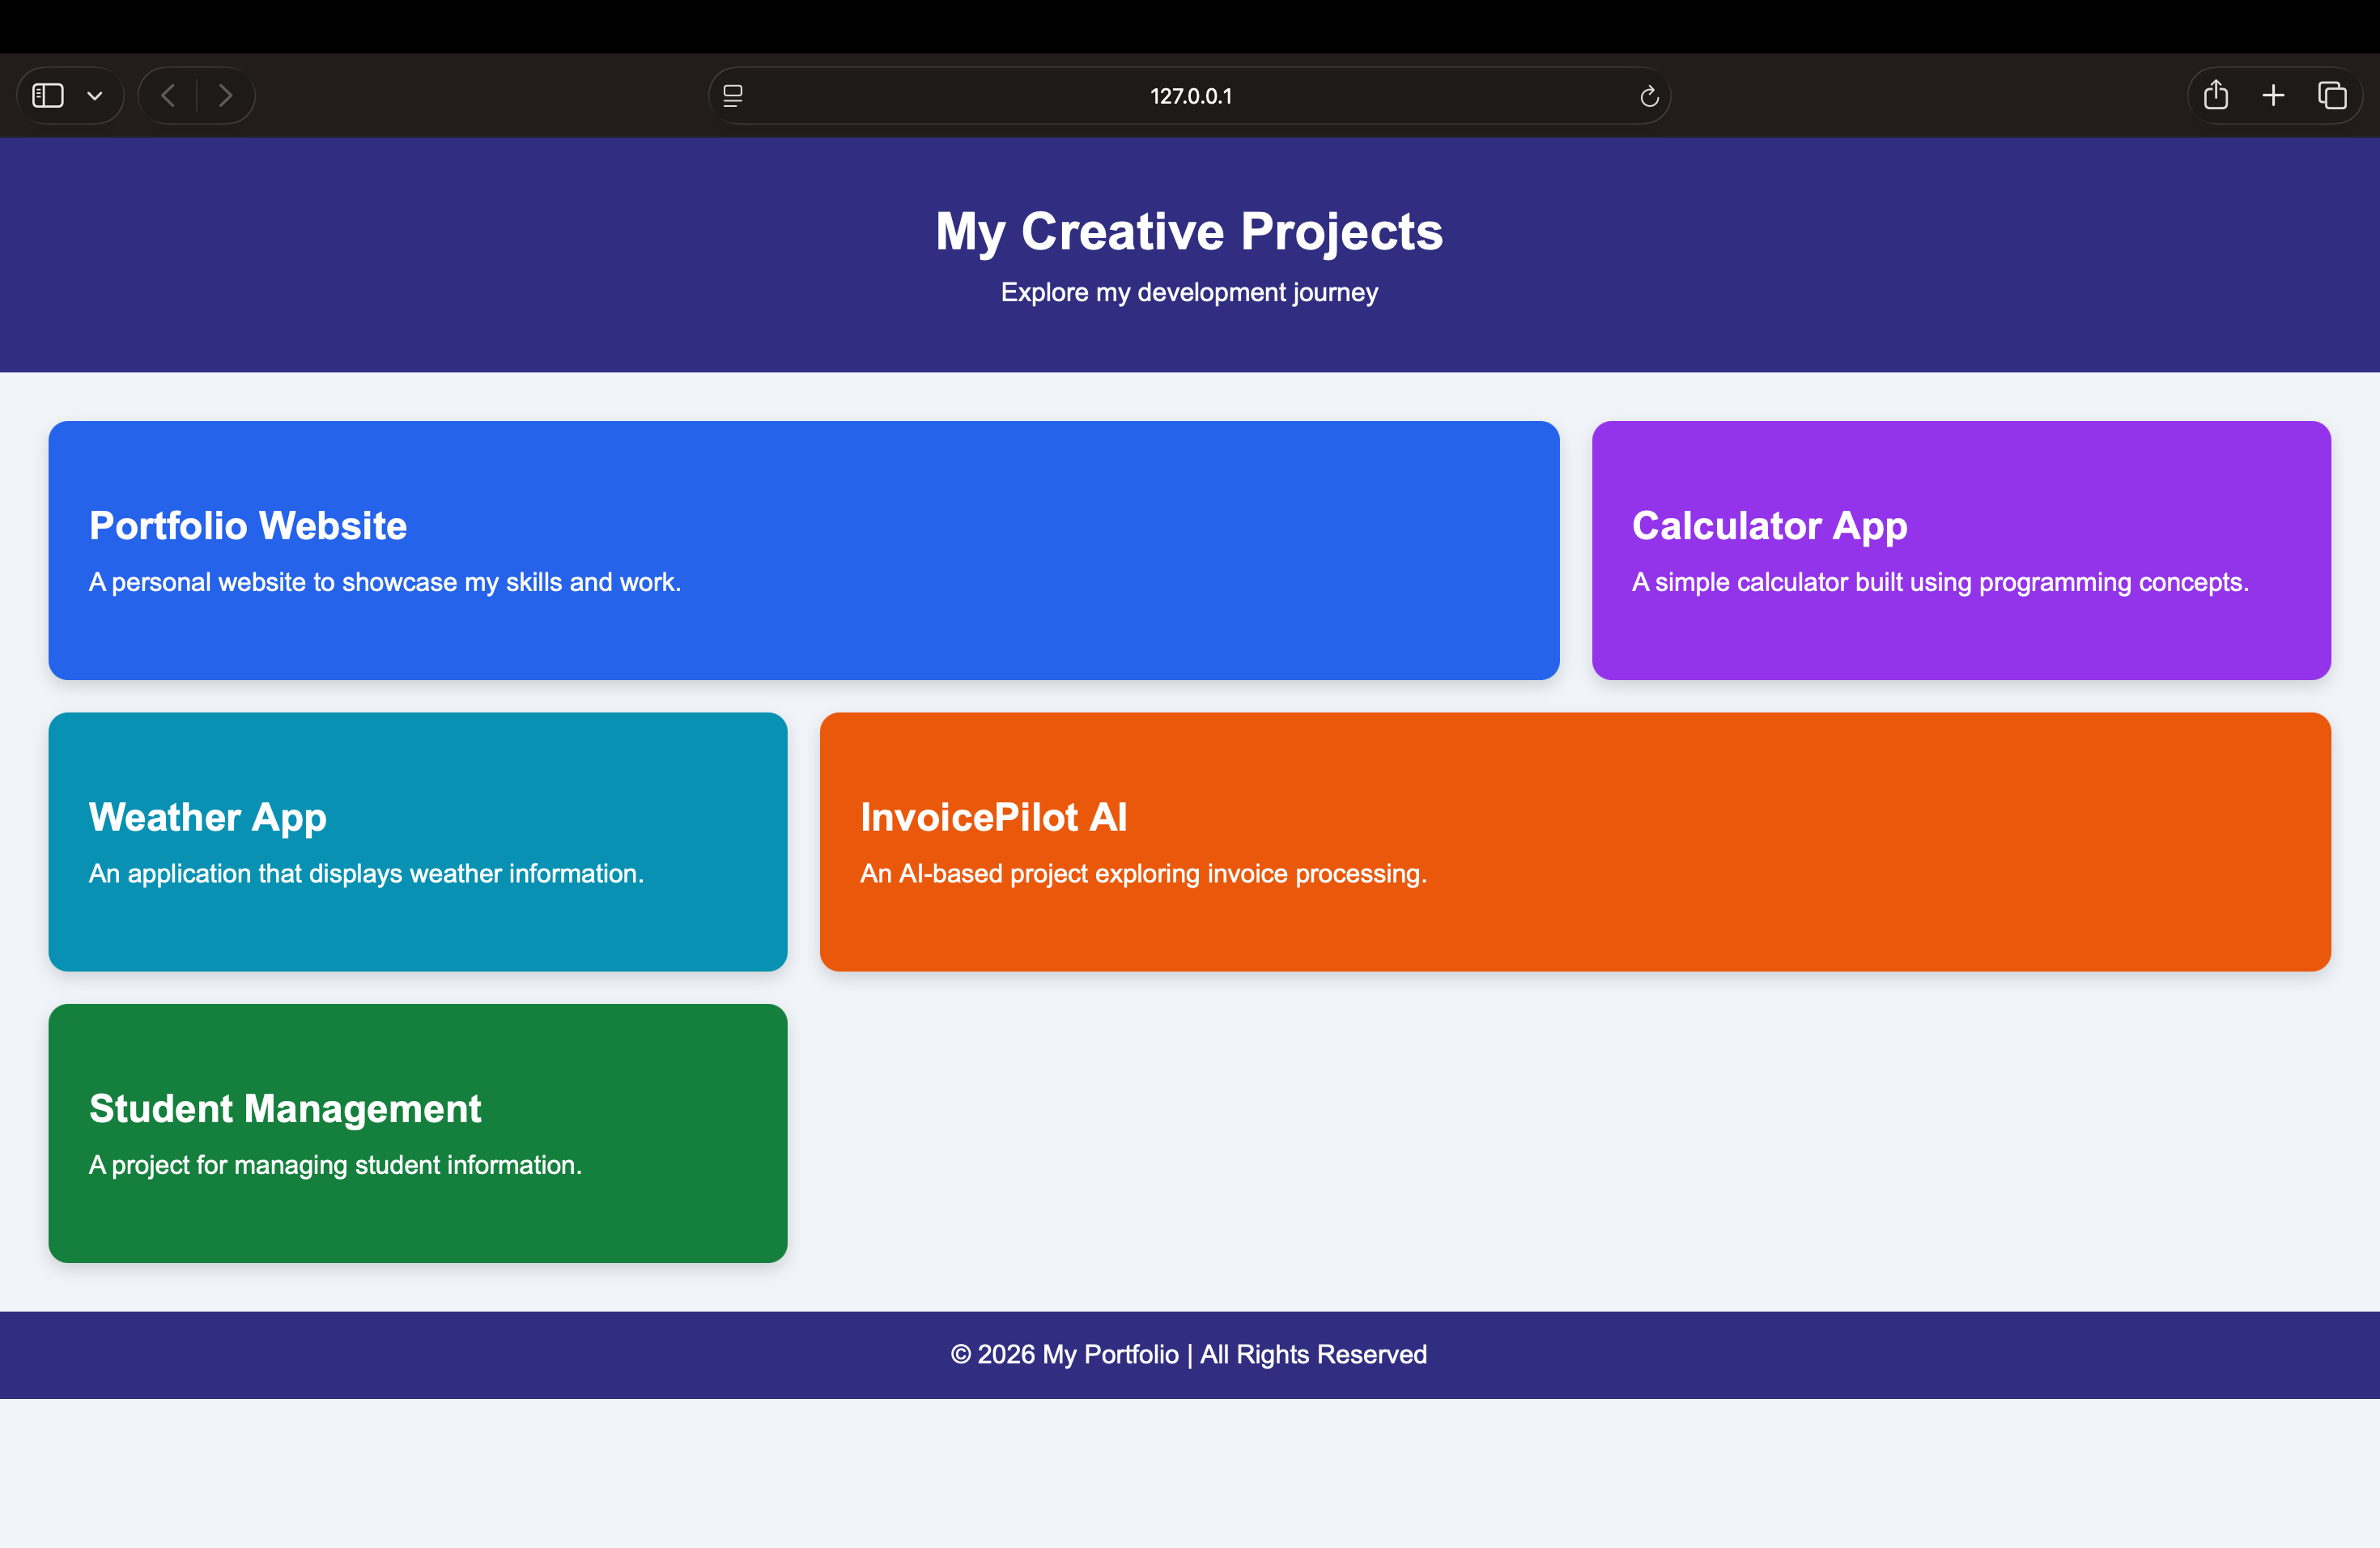 127.0.0.1
My Creative Projects
Explore my development journey
Portfolio Website
A personal website to showcase my skills and work.
Calculator App
A simple calculator built using programming concepts.
Weather App
An application that displays weather information.
InvoicePilot AI
An AI-based project exploring invoice processing.
Student Management
A project for managing student information.
© 2026 My Portfolio | All Rights Reserved